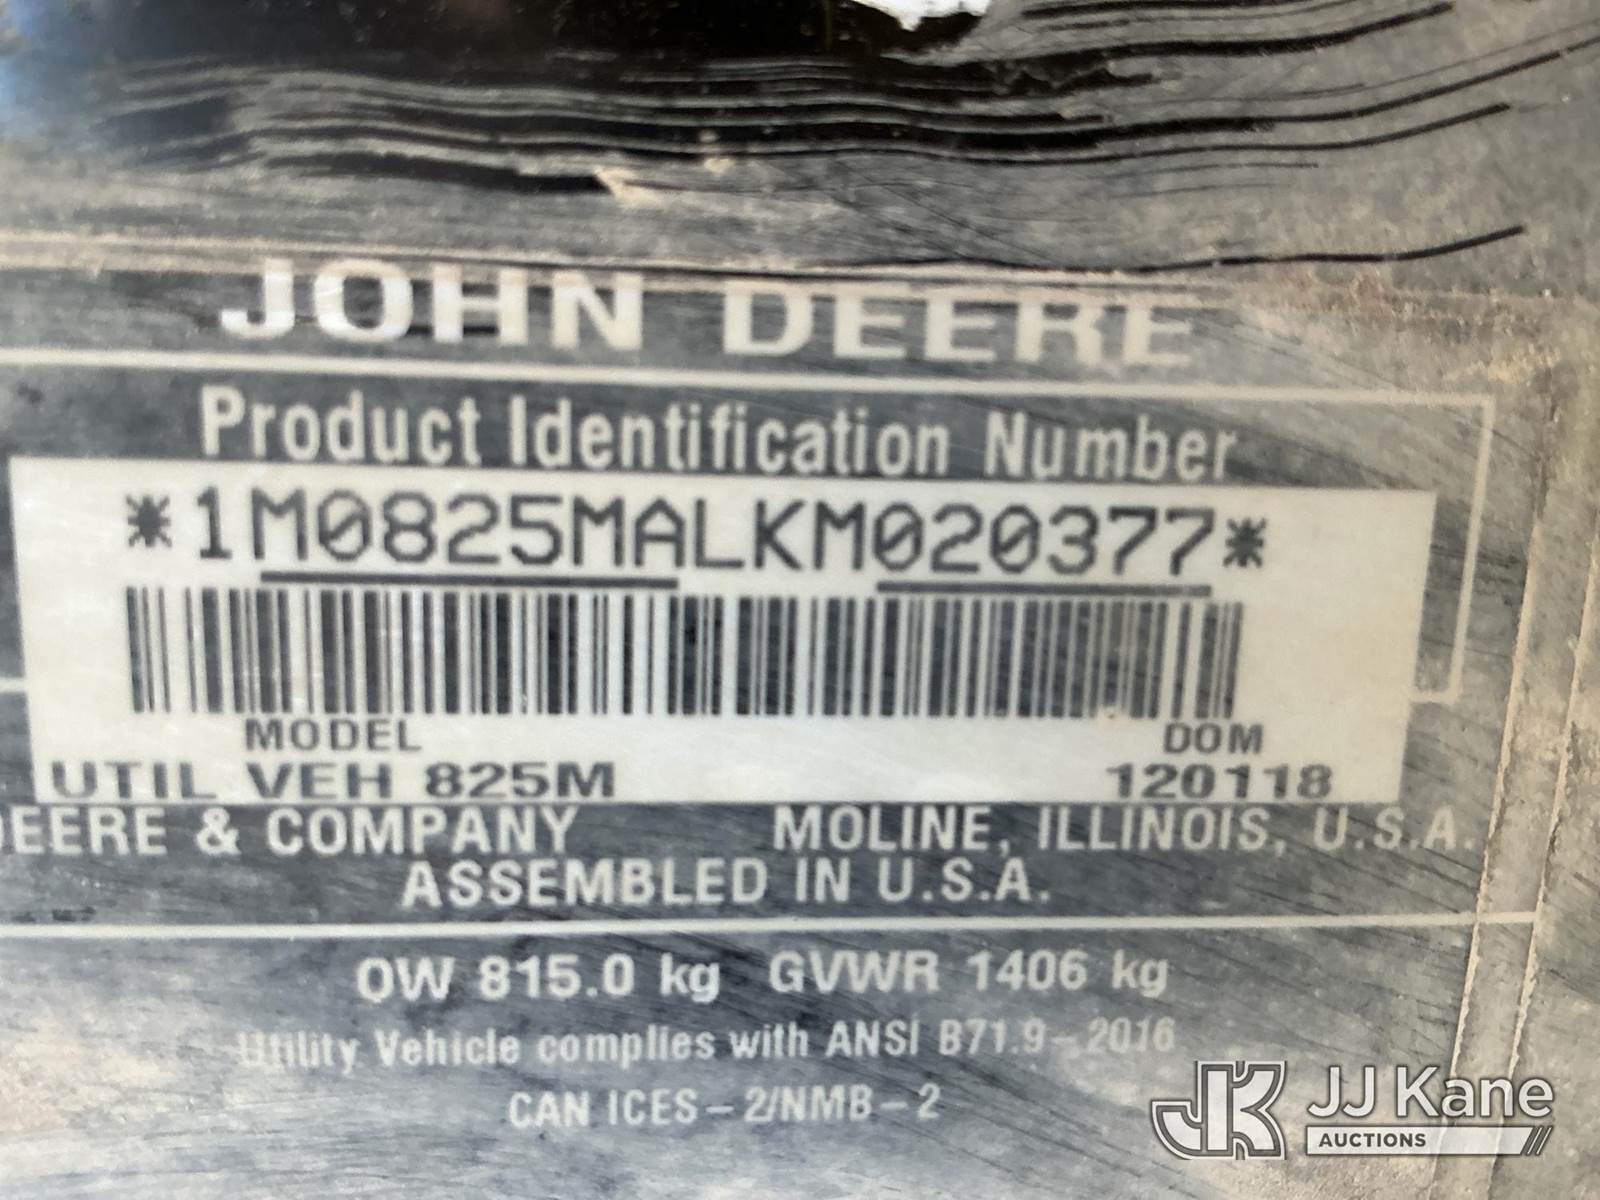 JOHN DEERE
Product Identification Number
*1M0825MALKM020377*
MODEL DOM
UTIL VEH 825M 120118
DEERE & COMPANY MOLINE, ILLINOIS, U.S.A.
ASSEMBLED IN U.S.A.
OW 815.0 kg GVWR 1406 kg
Utility Vehicle complies with ANSI B71.9-2016
CAN ICES-2/NMB-2
JK JJ Kane
AUCTIONS